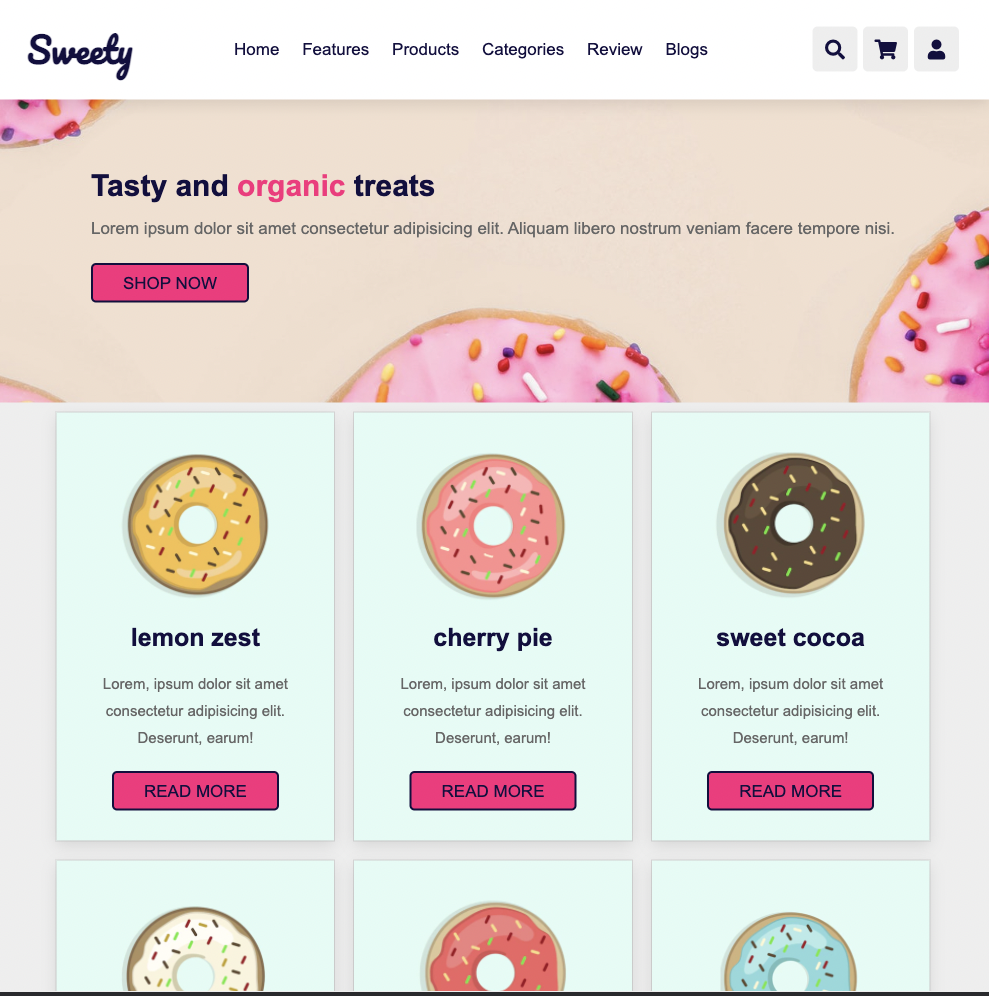 Sweety
Home Features Products Categories Review Blogs
Tasty and organic treats
Lorem ipsum dolor sit amet consectetur adipisicing elit. Aliquam libero nostrum veniam facere tempore nisi.
SHOP NOW
lemon zest
Lorem, ipsum dolor sit amet
consectetur adipisicing elit.
Deserunt, earum!
READ MORE
cherry pie
Lorem, ipsum dolor sit amet
consectetur adipisicing elit.
Deserunt, earum!
READ MORE
sweet cocoa
Lorem, ipsum dolor sit amet
consectetur adipisicing elit.
Deserunt, earum!
READ MORE